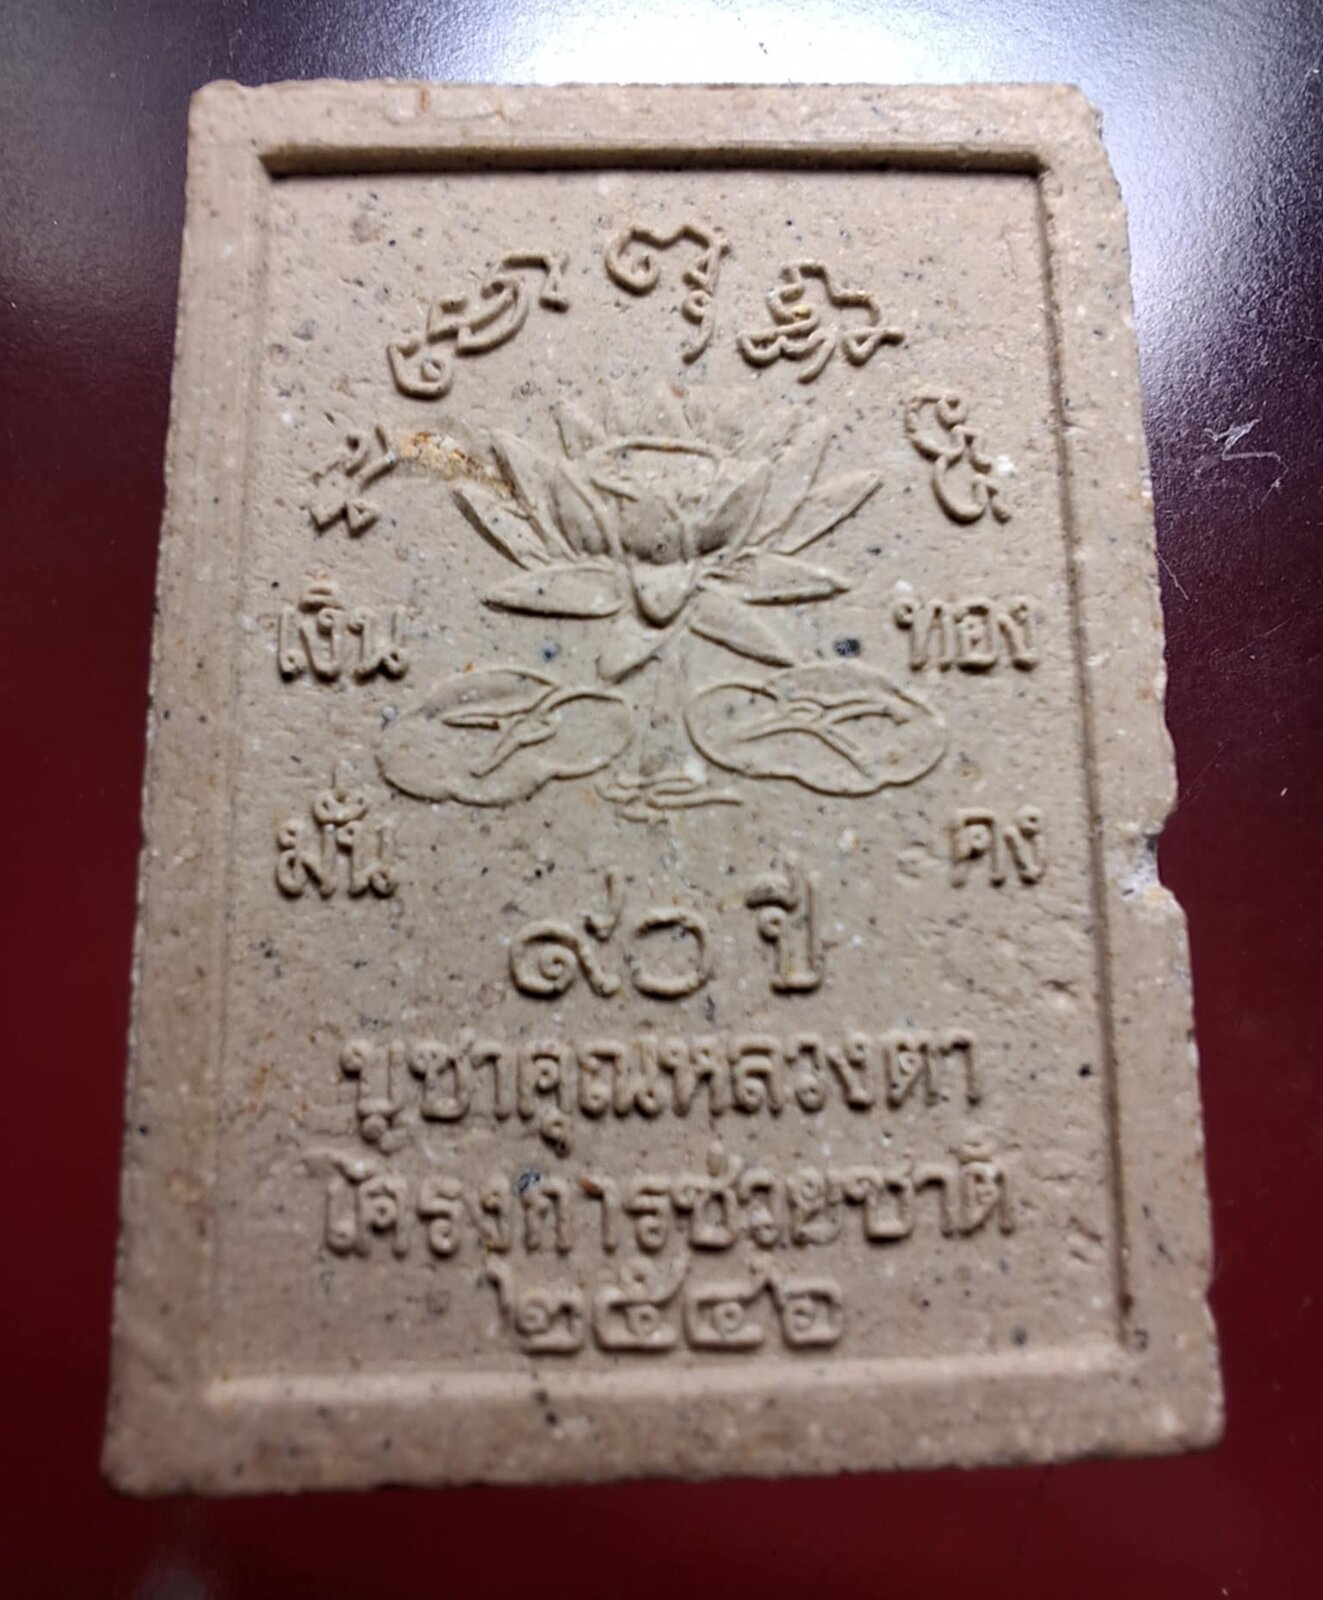 เงิน ทอง
มั่น คง
๙๐ ปี
บูชาคุณหลวงตา
โครงการช่วยชาติ
๒๕๔๖